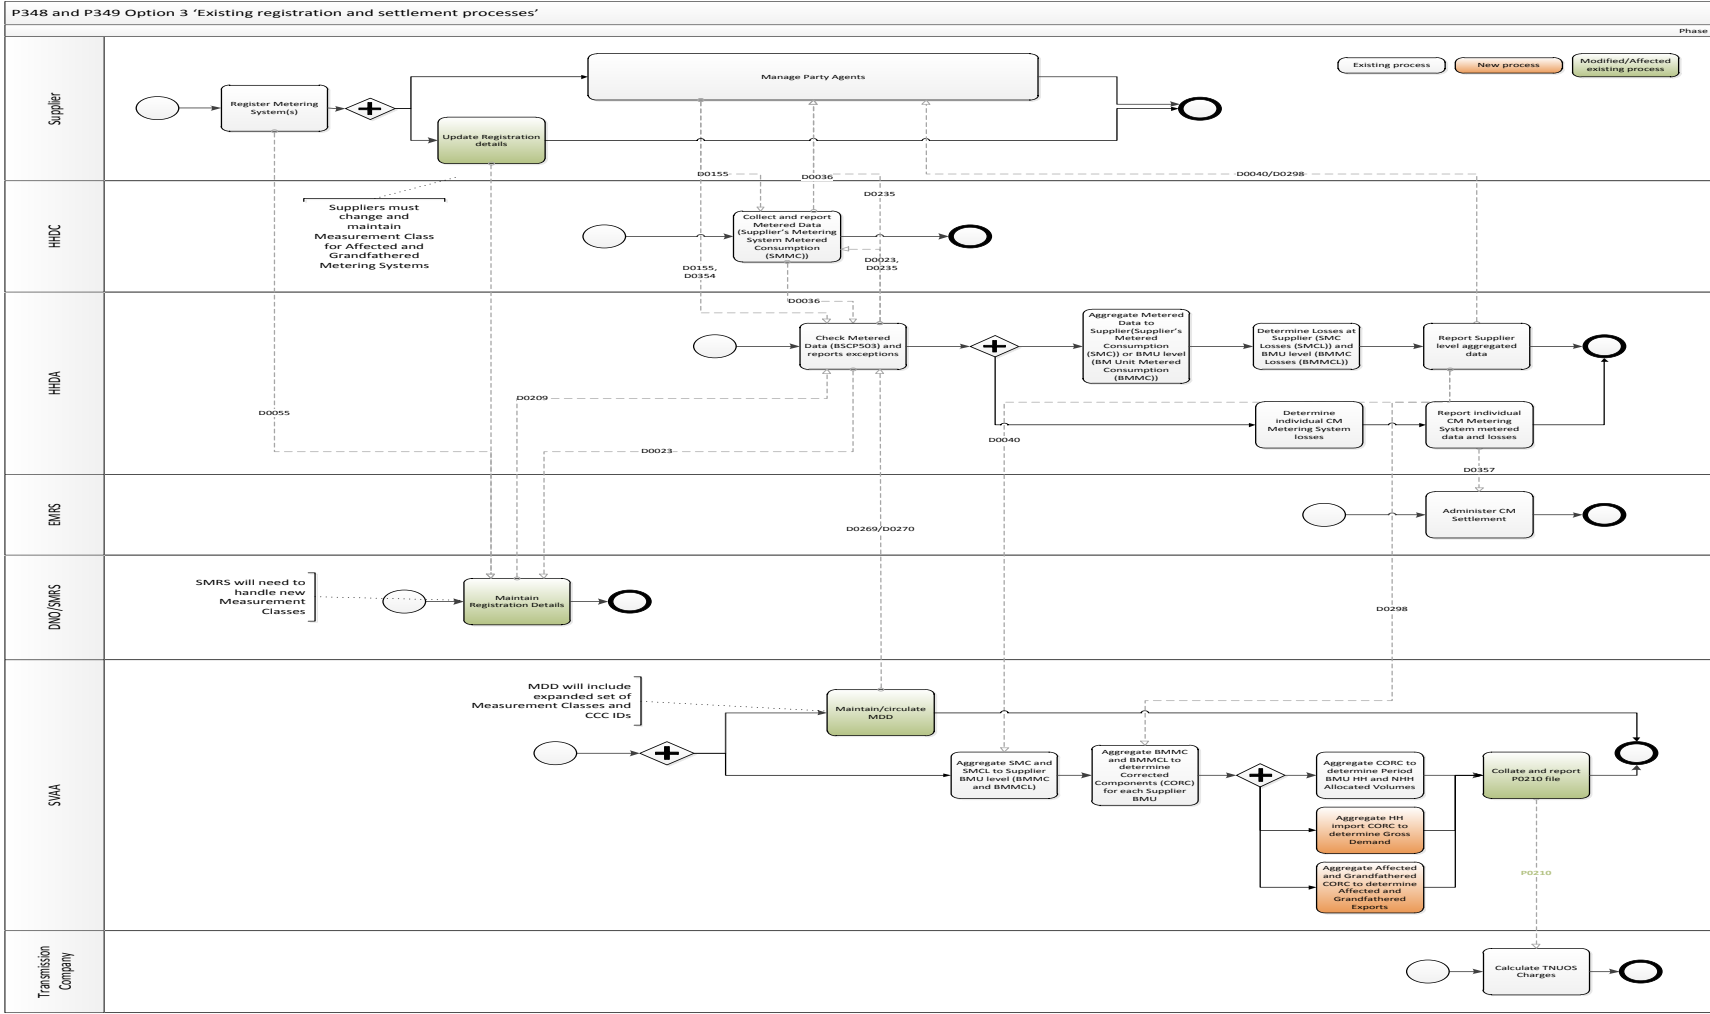 P348 and P349 Option 3 ‘Existing registration and settlement processes’
Phase
Supplier
Register Metering
System(s)
Manage Party Agents
Update Registration
details
Existing process
New process
Modified/Affected
existing process
D0155
D0036
D0040/D0298
D0235
HHDC
Suppliers must
change and
maintain
Measurement Class
for Affected and
Grandfathered
Metering Systems
Collect and report
Metered Data
(Supplier’s Metering
System Metered
Consumption
(SMMC))
D0155,
D0354
D0023,
D0235
D0036
HHDA
Check Metered
Data (BSCP503) and
reports exceptions
Aggregate Metered
Data to
Supplier(Supplier’s
Metered
Consumption
(SMC)) or BMU level
(BM Unit Metered
Consumption
(BMMC))
Determine Losses at
Supplier (SMC
Losses (SMCL)) and
BMU level (BMMC
Losses (BMMCL))
Report Supplier
level aggregated
data
D0209
D0055
D0023
D0040
Determine
individual CM
Metering System
losses
Report individual
CM Metering
System metered
data and losses
D0357
EMRS
Administer CM
Settlement
D0269/D0270
DNO/SMRS
SMRS will need to
handle new
Measurement
Classes
Maintain
Registration Details
D0298
SVAA
MDD will include
expanded set of
Measurement Classes and
CCC IDs
Maintain/circulate
MDD
Aggregate SMC and
SMCL to Supplier
BMU level (BMMC
and BMMCL)
Aggregate BMMC
and BMMCL to
determine
Corrected
Components (CORC)
for each Supplier
BMU
Aggregate CORC to
determine Period
BMU HH and NHH
Allocated Volumes
Collate and report
P0210 file
Aggregate HH
import CORC to
determine Gross
Demand
Aggregate Affected
and Grandfathered
CORC to determine
Affected and
Grandfathered
Exports
P0210
Transmission
Company
Calculate TNUOS
Charges